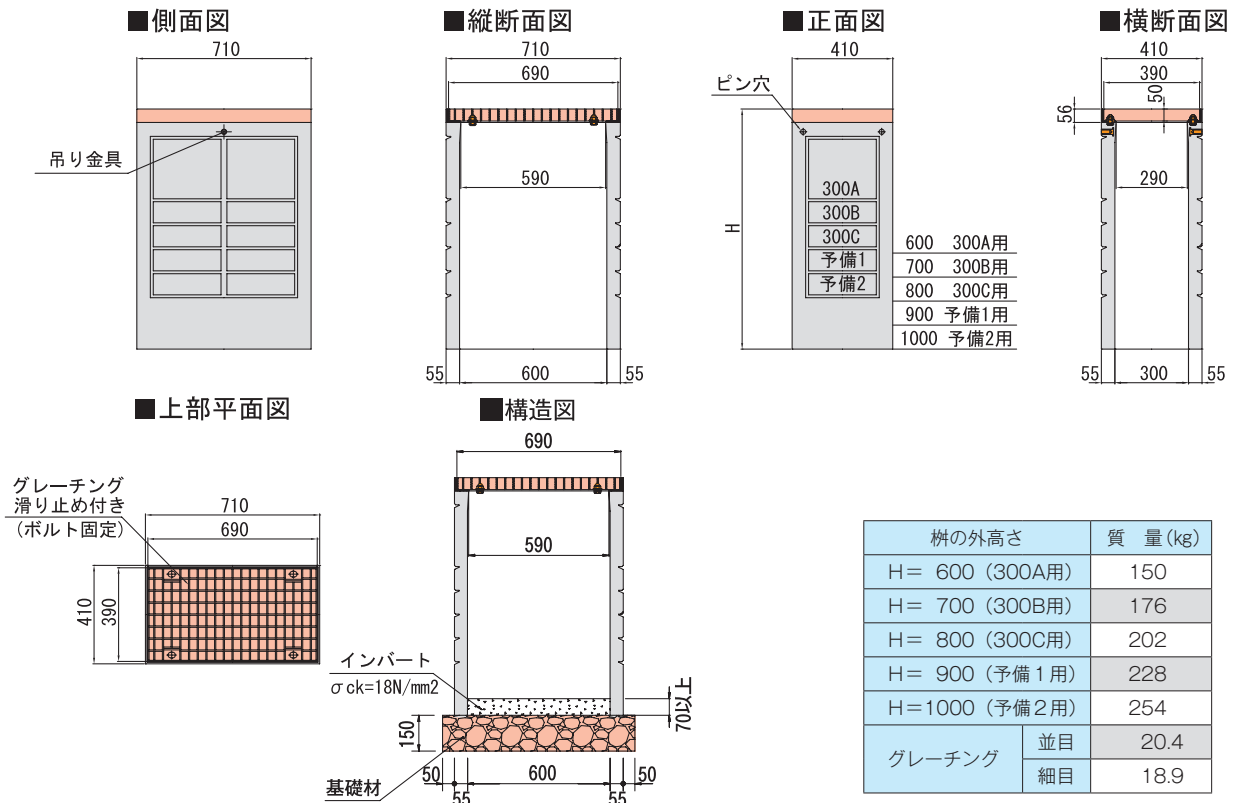 ■側面図
710
吊り金具
■縦断面図
710
690
590
55 600 55
■正面図
410
ピン穴
H
300A
300B
300C
予備1
予備2
600 300A用
700 300B用
800 300C用
900 予備1用
1000 予備2用
■横断面図
410
390
50
56
290
55 300 55
■上部平面図
グレーチング
滑り止め付き
(ボルト固定)
710
690
410
390
■構造図
690
590
インバート
σck=18N/mm2
70以上
150
基礎材
50 600 50
55 55
桝の外高さ 質 量(kg)
H= 600 (300A用) 150
H= 700 (300B用) 176
H= 800 (300C用) 202
H= 900 (予備1用) 228
H=1000 (予備2用) 254
グレーチング 並目 20.4
細目 18.9